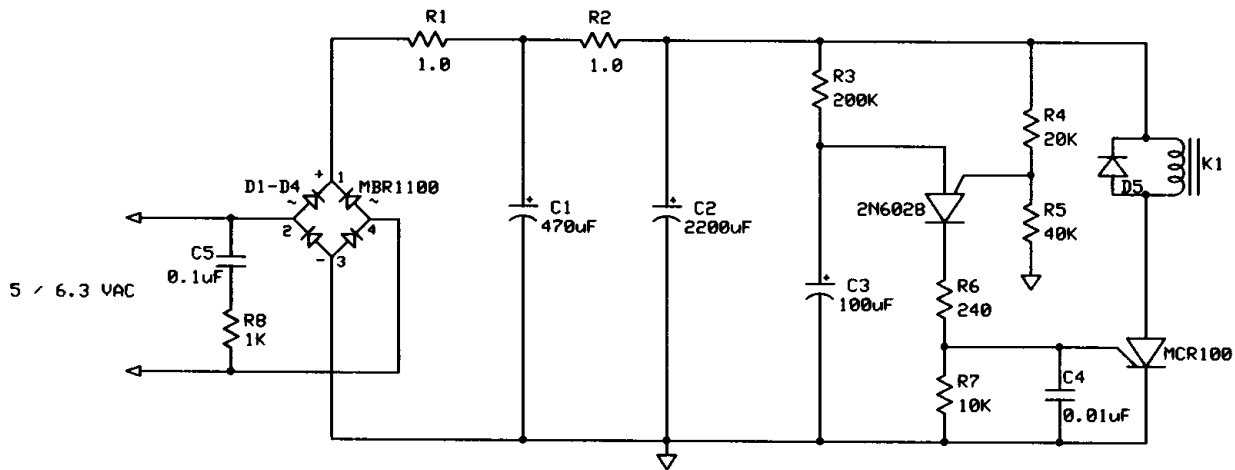 R1
1.0
R2
1.0
R3
200K
R4
20K
K1
D5
D1-D4
MBR1100
+
1
~
~
2
4
-
3
C5
0.1uF
5 / 6.3 VAC
R8
1K
+
C1
470uF
+
C2
2200uF
2N6028
R5
40K
+
C3
100uF
R6
240
MCR100
R7
10K
C4
0.01uF